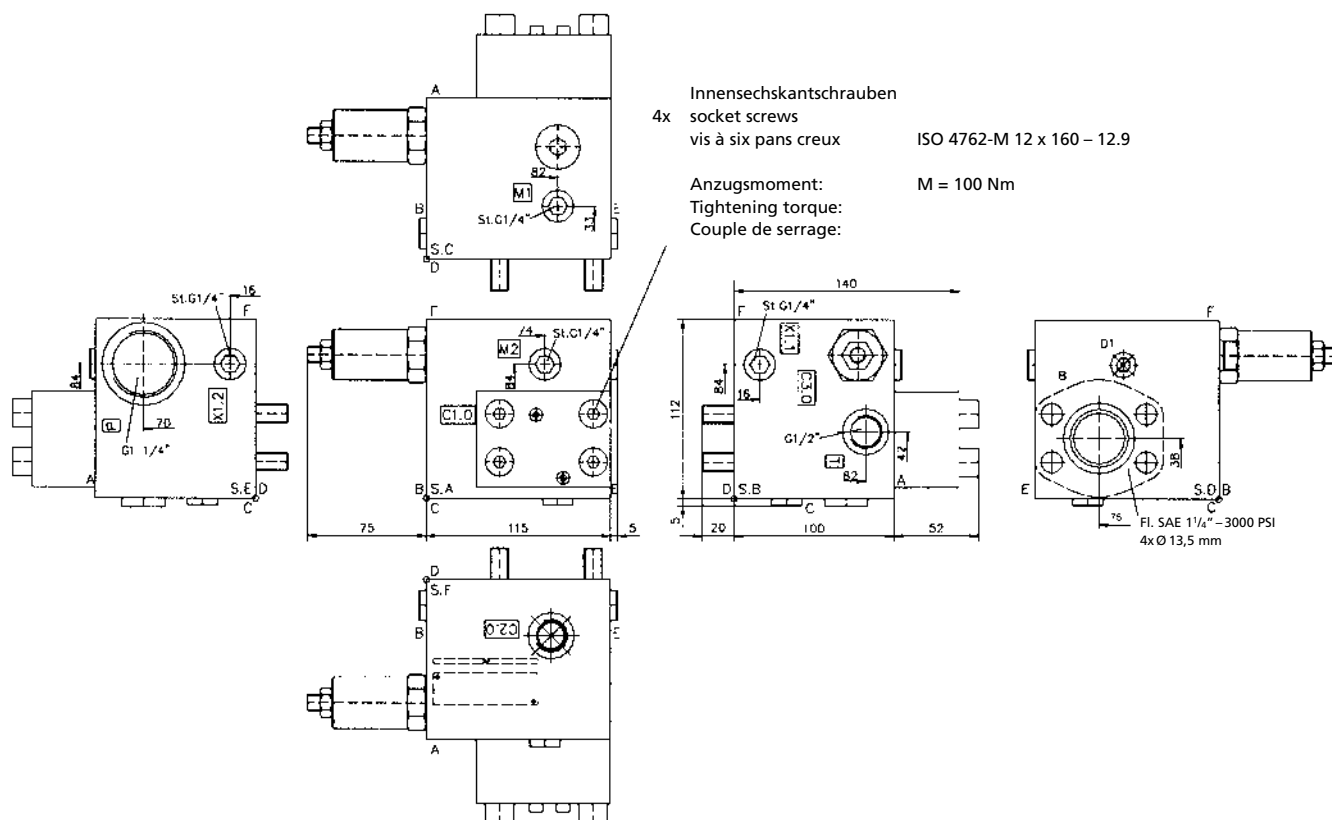 A
Innensechskantschrauben
4x socket screws
vis à six pans creux ISO 4762-M 12 x 160 – 12.9
82
M1
Anzugsmoment: M = 100 Nm
Tightening torque:
Couple de serrage:
B
St.G1/4"
33
E
S.C
D
St.G1/4" 16
F
84
X1.2
P
70
G1 1/4"
A
S.E D
C
F
74
St.G1/4"
M2
84
C1.0
B S.A
C
E
75 115 5
140
F
St G1/4"
X1.1
84
C3.0
16
112
G1/2"
42
T
82
A
D S.B
C
5
20 100 52
F
D1
B
38
E
S.D B
C
75
Fl. SAE 1 1/4" – 3000 PSI
4x Ø 13,5 mm
D
S.F
B
C2.0
E
A